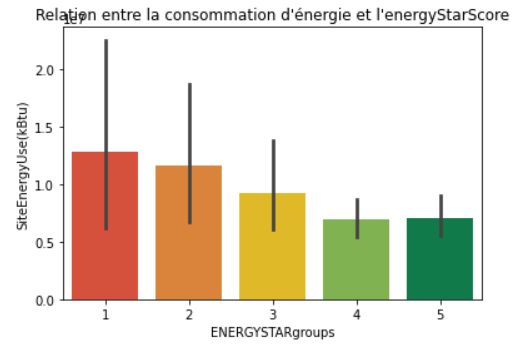 Relation entre la consommation d'énergie et l'energyStarScore
1e7
2.0
1.5
1.0
0.5
0.0
SiteEnergyUse(kBtu)
1 2 3 4 5
ENERGYSTARgroups